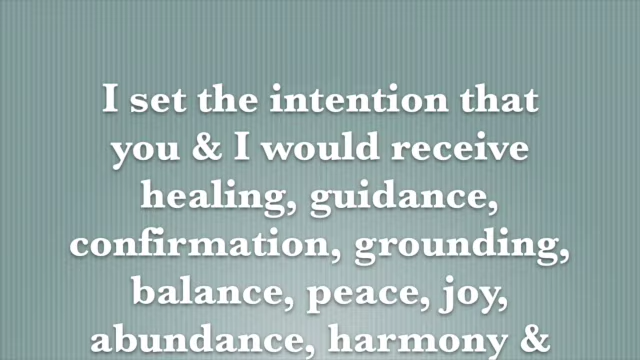 I set the intention that
you & I would receive
healing, guidance,
confirmation, grounding,
balance, peace, joy,
abundance, harmony &